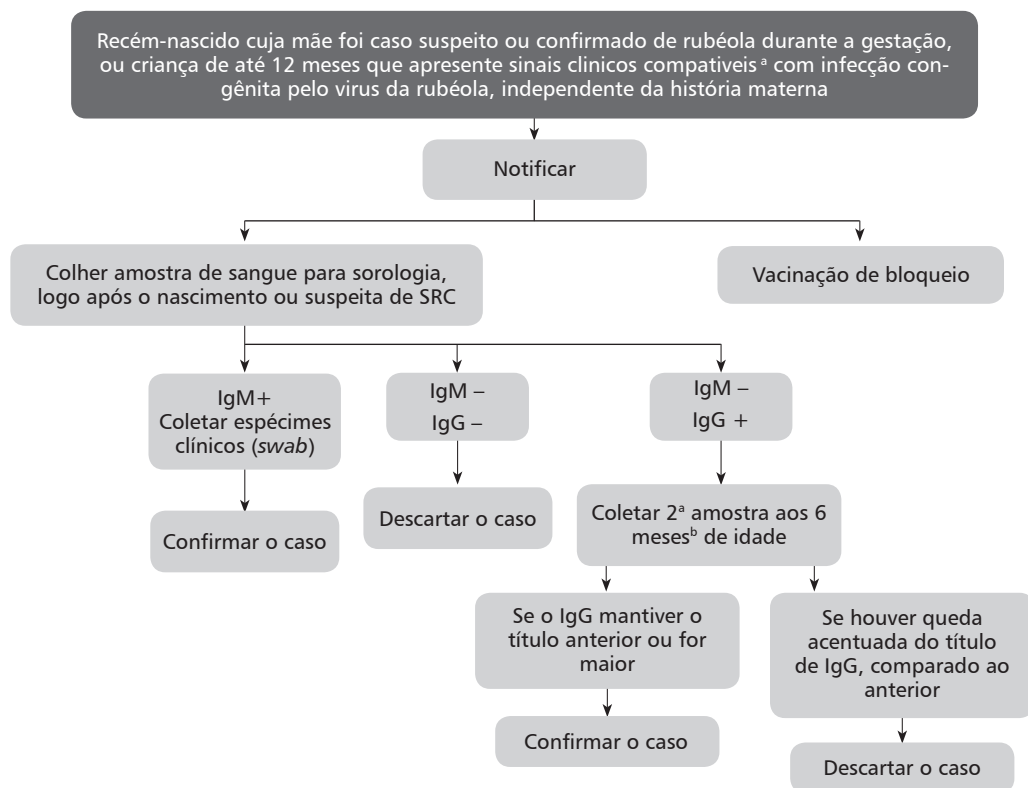 Recém-nascido cuja mãe foi caso suspeito ou confirmado de rubéola durante a gestação,
ou criança de até 12 meses que apresente sinais clinicos compativeis ª com infecção con-
gênita pelo virus da rubéola, independente da história materna
Notificar
Colher amostra de sangue para sorologia,
logo após o nascimento ou suspeita de SRC
Vacinação de bloqueio
IgM+
Coletar espécimes
clínicos (swab)
IgM –
IgG –
IgM –
IgG +
Confirmar o caso
Descartar o caso
Coletar 2ª amostra aos 6
mesesᵇ de idade
Se o IgG mantiver o
título anterior ou for
maior
Se houver queda
acentuada do título
de IgG, comparado ao
anterior
Confirmar o caso
Descartar o caso